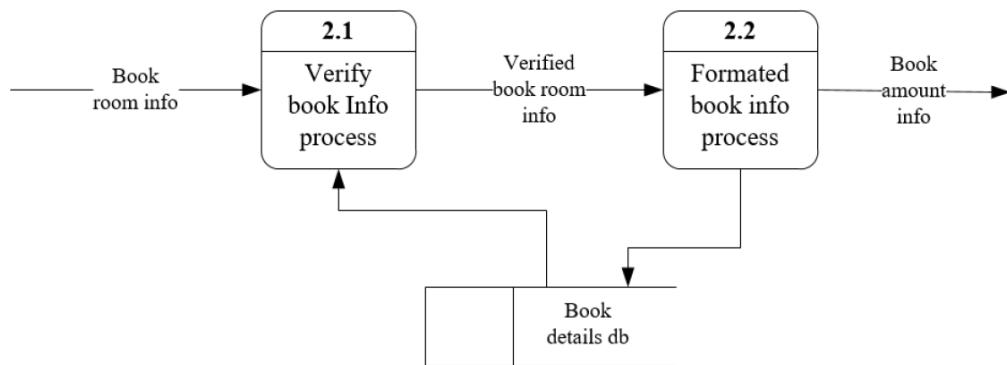 2.1
2.2
Book
room info
Verify
book Info
process
Verified
book room
info
Formated
book info
process
Book
amount
info
Book
details db